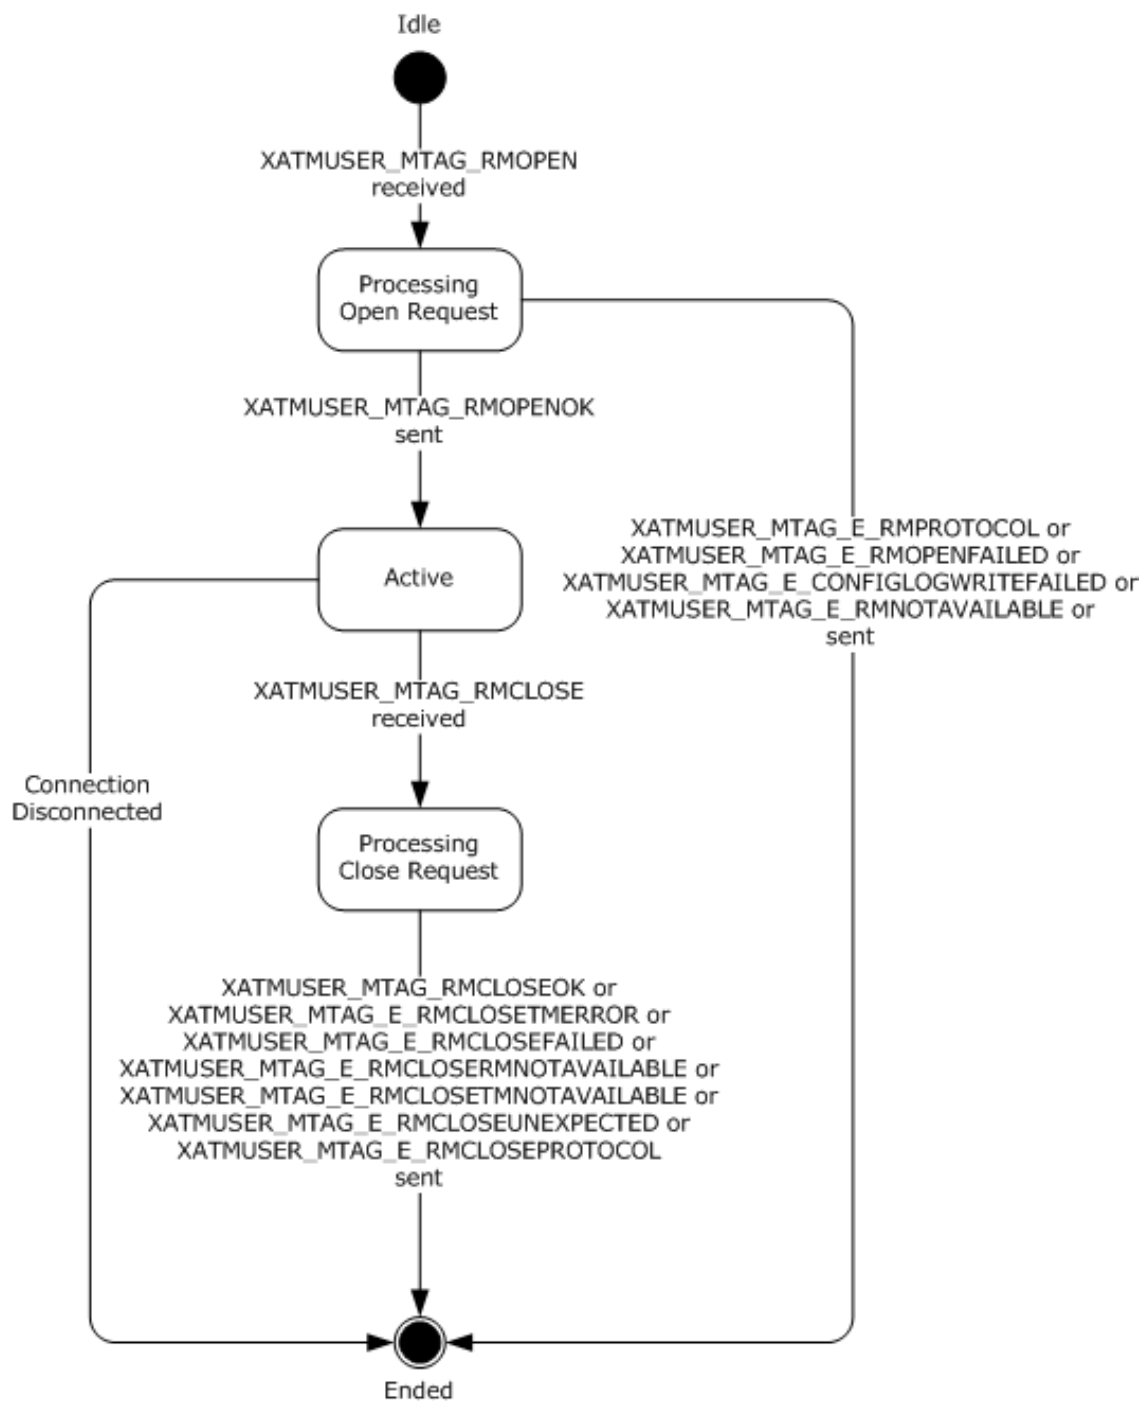 Idle
XATMUSER_MTAG_RMOPEN
received
Processing
Open Request
XATMUSER_MTAG_RMOPENOK
sent
XATMUSER_MTAG_E_RMPROTOCOL or
XATMUSER_MTAG_E_RMOPENFAILED or
XATMUSER_MTAG_E_CONFIGLOGWRITEFAILED or
XATMUSER_MTAG_E_RMNOTAVAILABLE or
sent
Active
XATMUSER_MTAG_RMCLOSE
received
Connection
Disconnected
Processing
Close Request
XATMUSER_MTAG_RMCLOSEOK or
XATMUSER_MTAG_E_RMCLOSETMERROR or
XATMUSER_MTAG_E_RMCLOSEFAILED or
XATMUSER_MTAG_E_RMCLOSERMNOTAVAILABLE or
XATMUSER_MTAG_E_RMCLOSETMNOTAVAILABLE or
XATMUSER_MTAG_E_RMCLOSEUNEXPECTED or
XATMUSER_MTAG_E_RMCLOSEPROTOCOL
sent
Ended